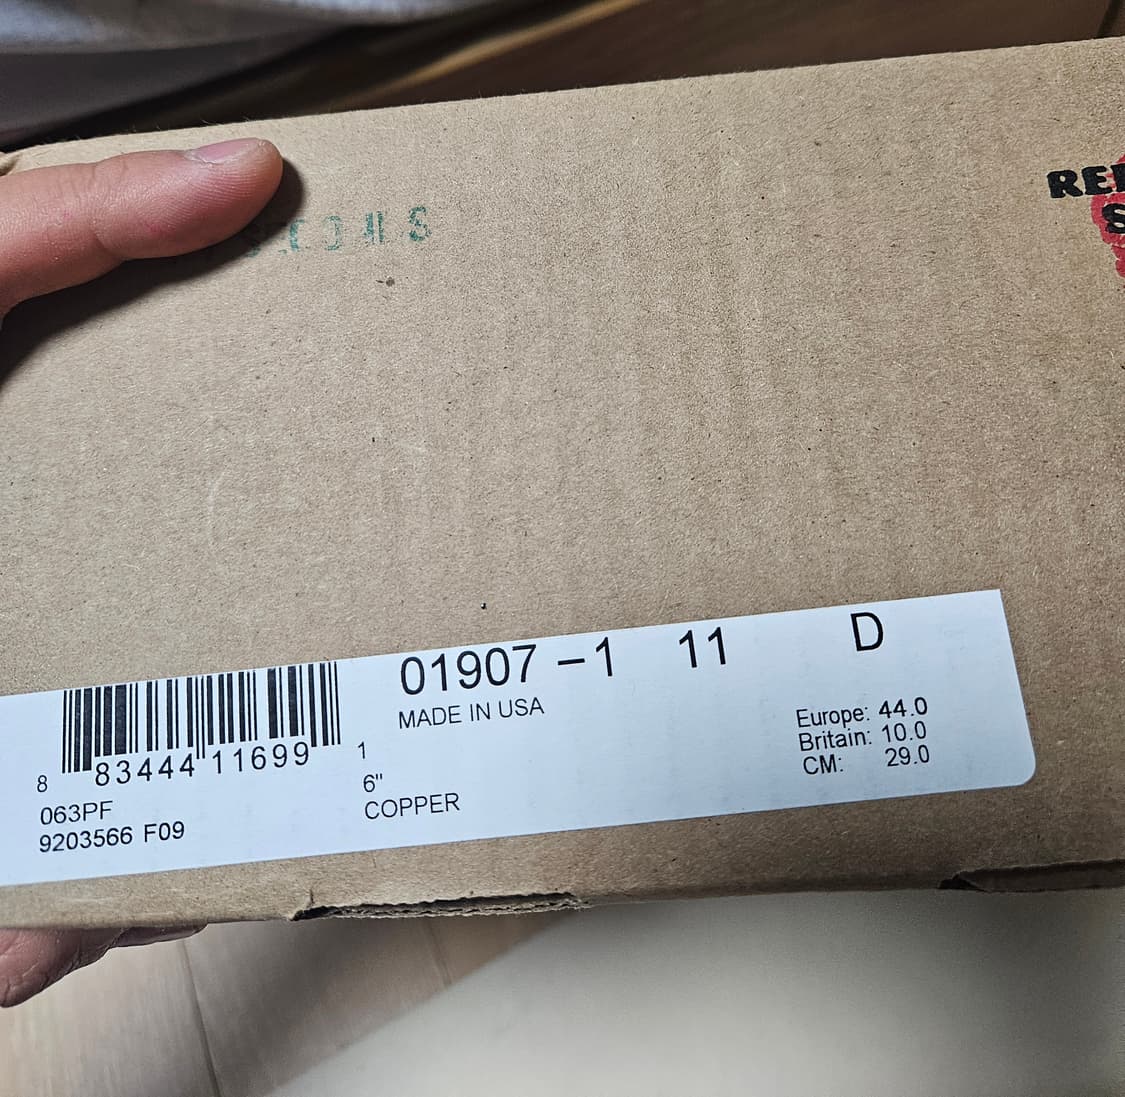 RE
S
01907 -1 11 D
MADE IN USA
Europe: 44.0
Britain: 10.0
CM: 29.0
8 83444 11699 1
6"
COPPER
063PF
9203566 F09